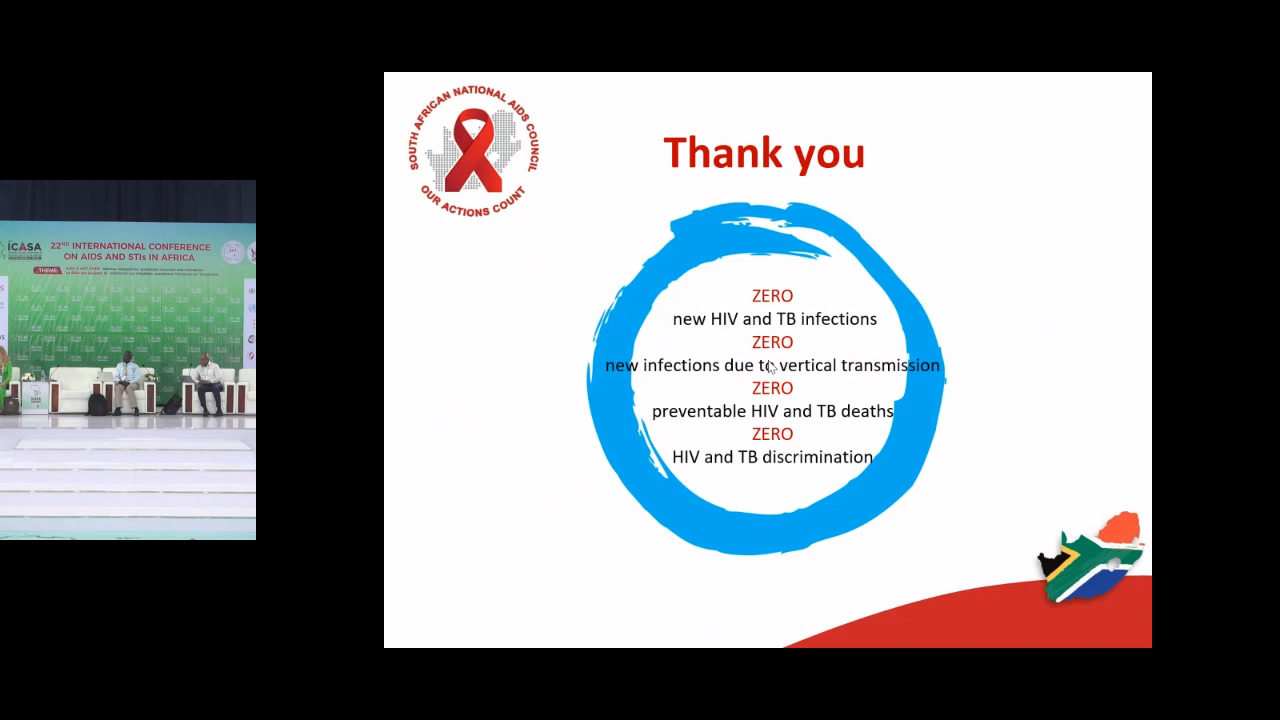 ICASA
22ND INTERNATIONAL CONFERENCE
ON AIDS AND STIs IN AFRICA
THEME:
SOUTH AFRICAN NATIONAL AIDS COUNCIL
OUR ACTIONS COUNT
Thank you
ZERO
new HIV and TB infections
ZERO
new infections due to vertical transmission
ZERO
preventable HIV and TB deaths
ZERO
HIV and TB discrimination